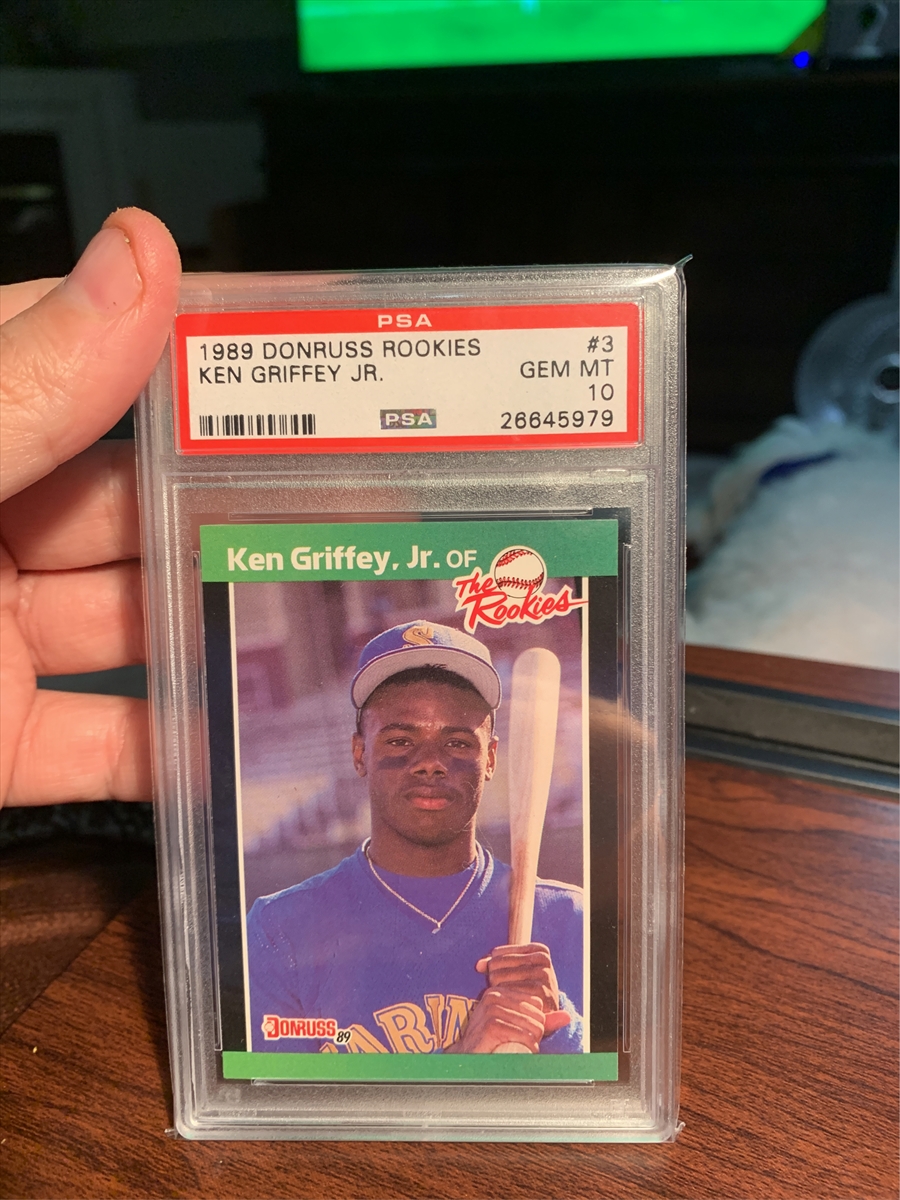 PSA
1989 DONRUSS ROOKIES #3
KEN GRIFFEY JR. GEM MT
10
PSA 26645979
Ken Griffey, Jr. OF
The
Rookies
S
DONRUSS 89
ARIN